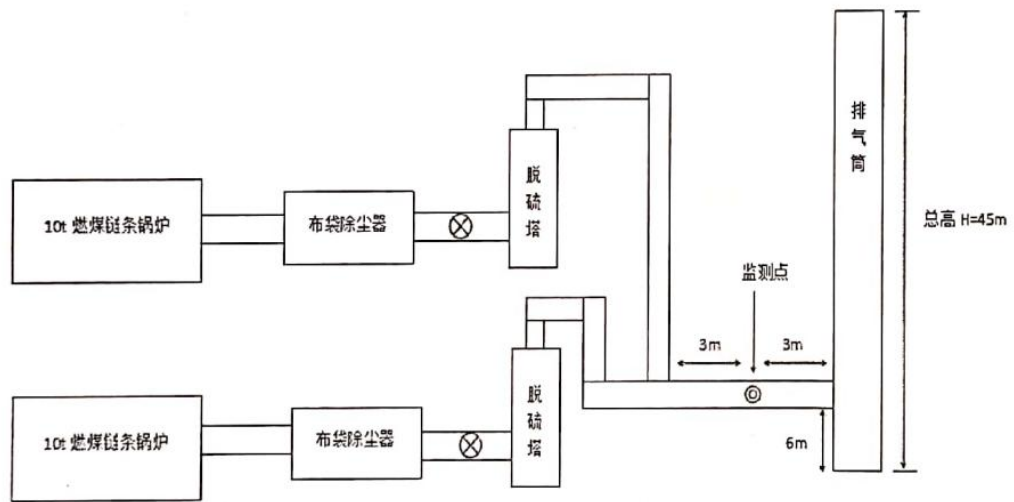 排气筒
脱硫塔
10t 燃煤链条锅炉
布袋除尘器
总高 H=45m
监测点
3m
3m
脱硫塔
10t 燃煤链条锅炉
布袋除尘器
6m